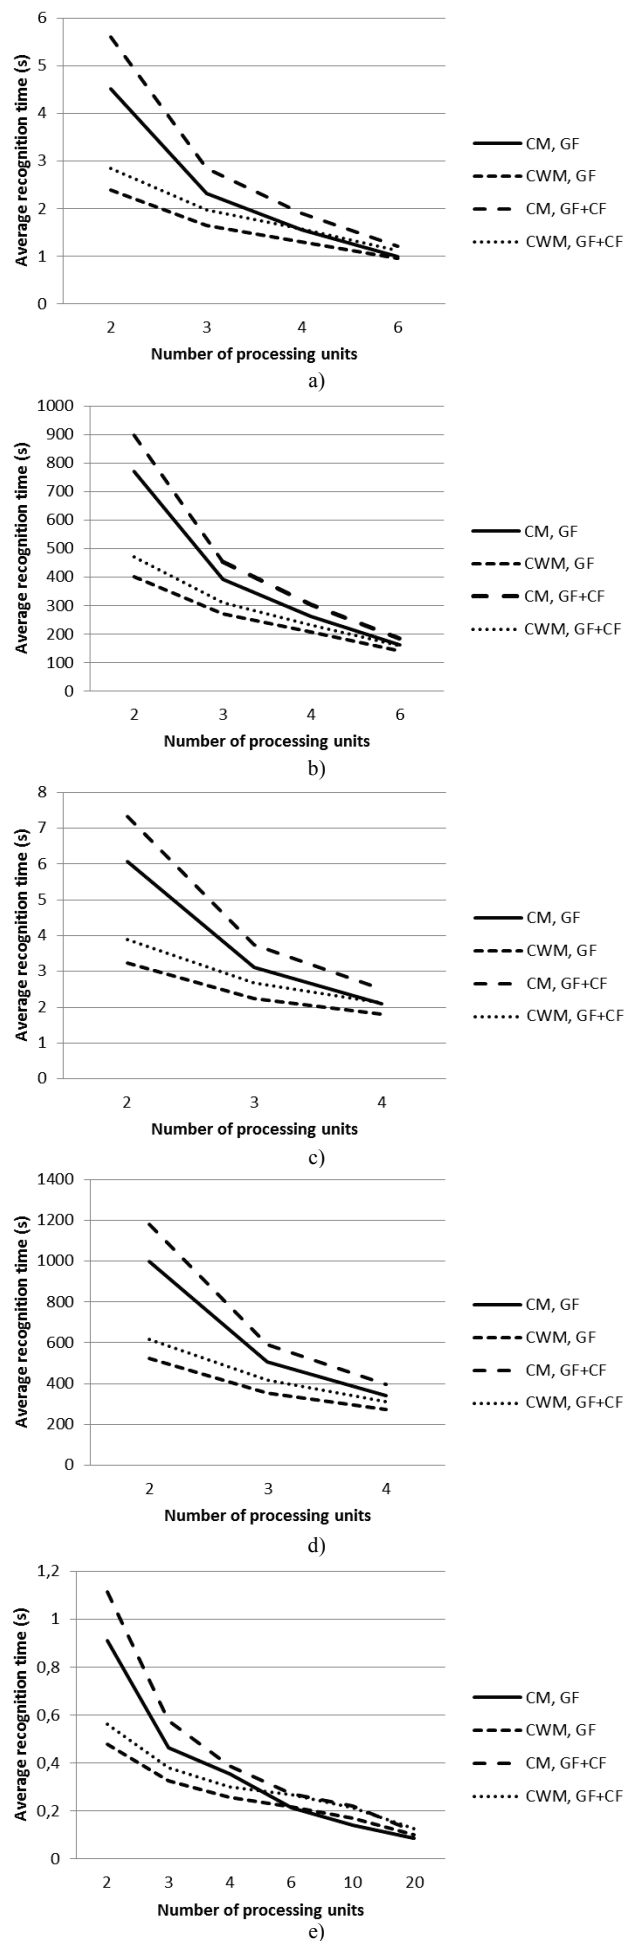 6
5
4
3
2
1
0
Average recognition time (s)
2 3 4 6
Number of processing units
CM, GF
CWM, GF
CM, GF+CF
CWM, GF+CF
a)
1000
900
800
700
600
500
400
300
200
100
0
Average recognition time (s)
2 3 4 6
Number of processing units
CM, GF
CWM, GF
CM, GF+CF
CWM, GF+CF
b)
8
7
6
5
4
3
2
1
0
Average recognition time (s)
2 3 4
Number of processing units
CM, GF
CWM, GF
CM, GF+CF
CWM, GF+CF
c)
1400
1200
1000
800
600
400
200
0
Average recognition time (s)
2 3 4
Number of processing units
CM, GF
CWM, GF
CM, GF+CF
CWM, GF+CF
d)
1,2
1
0,8
0,6
0,4
0,2
0
Average recognition time (s)
2 3 4 6 10 20
Number of processing units
CM, GF
CWM, GF
CM, GF+CF
CWM, GF+CF
e)